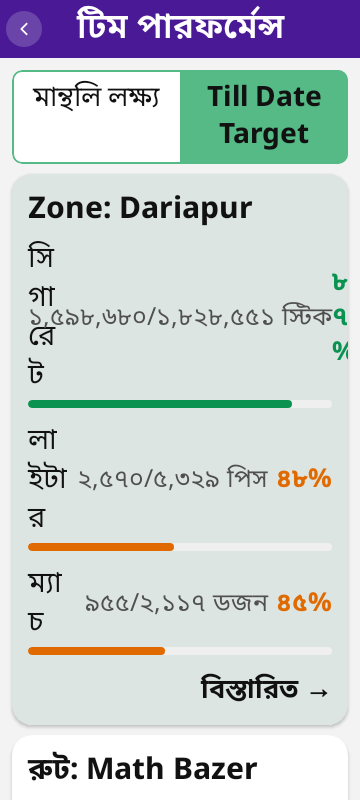 টিম পারফর্মেন্স
মান্থলি লক্ষ্য
Till Date
Target
Zone: Dariapur
সি
গা
রে
ট
১,৫৯৮,৬৮০/১,৮২৮,৫৫১ স্টিক
৮
৭
%
লা
ইটা
র
২,৫৭০/৫,৩২৯ পিস
৪৮%
ম্যা
চ
৯৫৫/২,১১৭ ডজন
৪৫%
বিস্তারিত →
রুট: Math Bazer